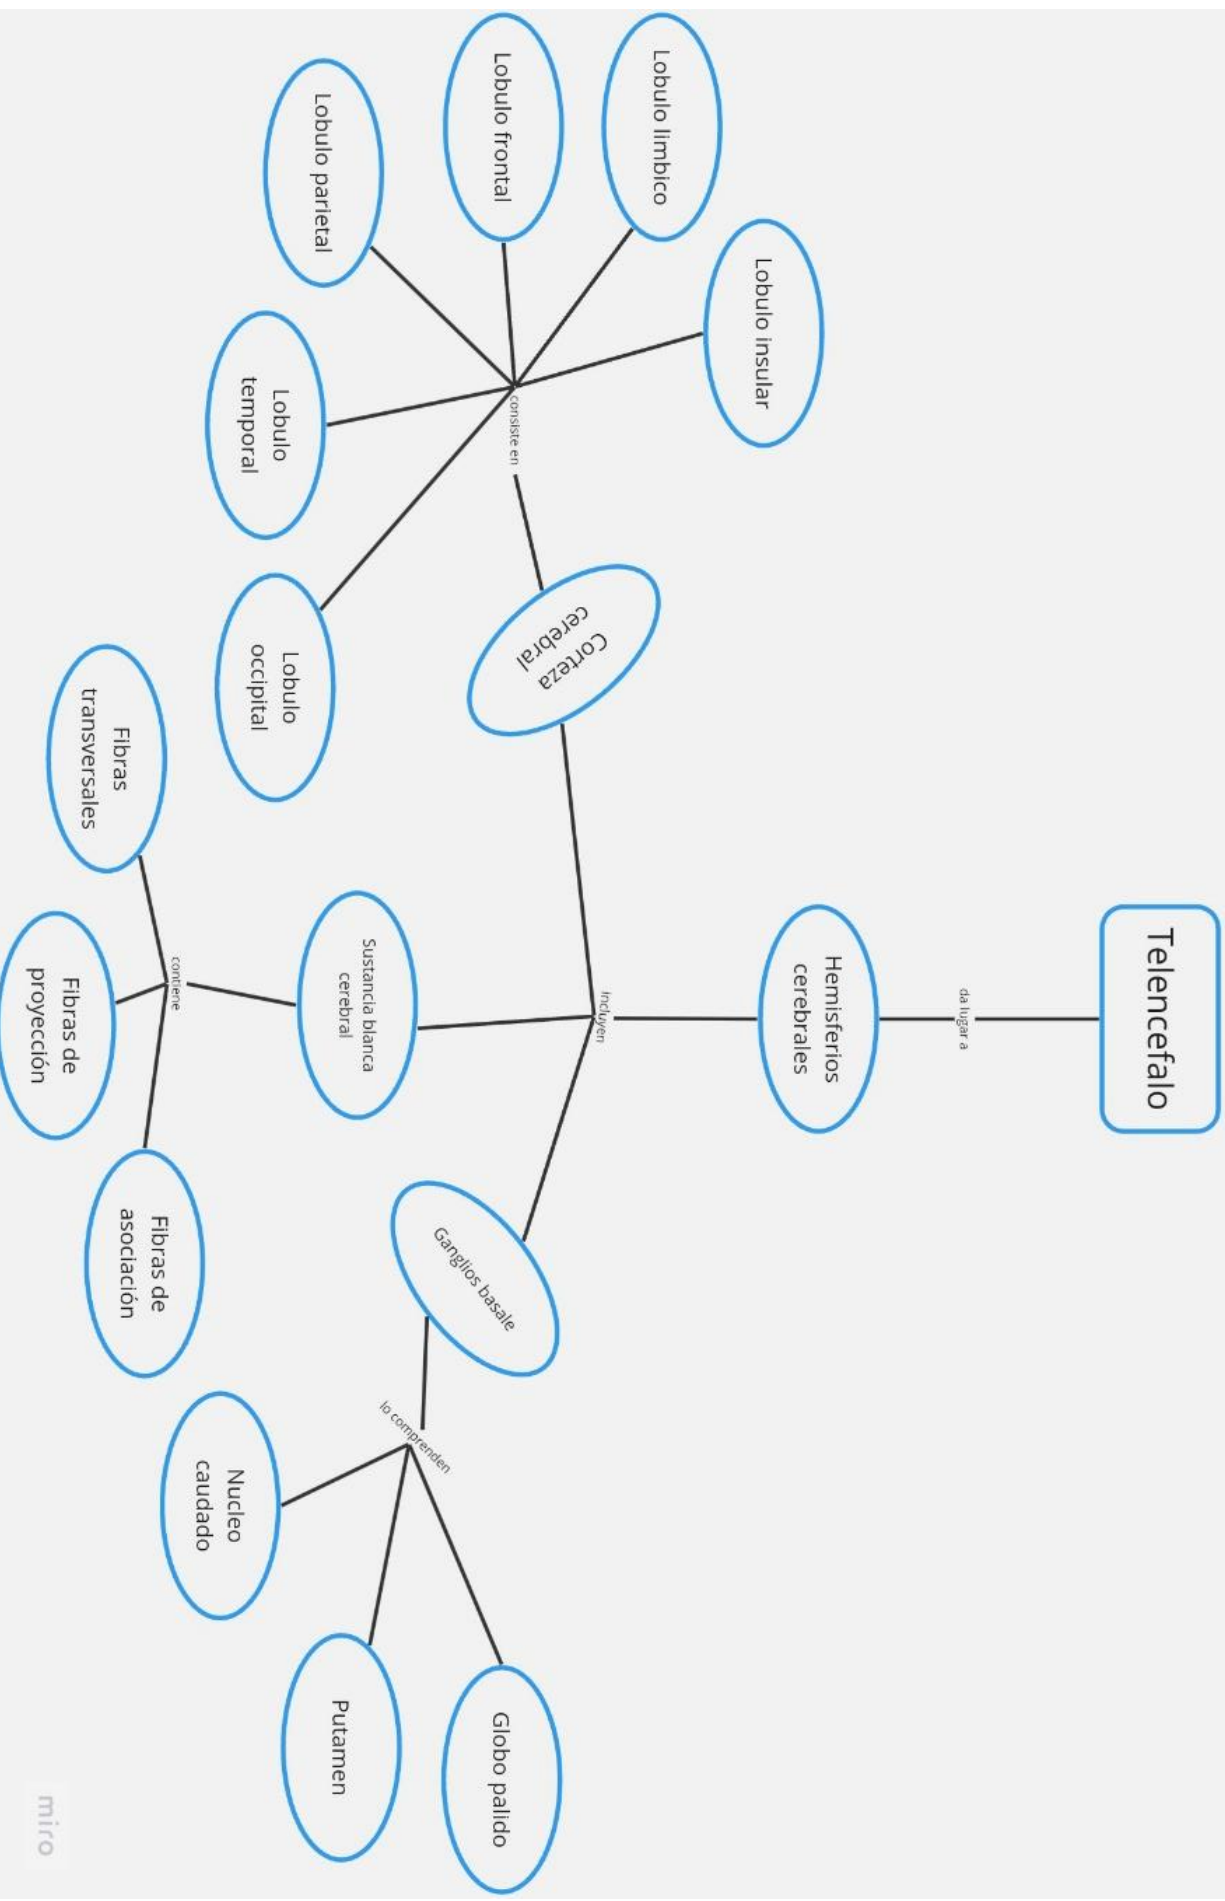 Telencefalo
da lugar a
Hemisferios
cerebrales
Incluyen
Corteza
cerebral
consiste en
Lobulo insular
Lobulo limbico
Lobulo frontal
Lobulo parietal
Lobulo
temporal
Lobulo
occipital
Sustancia blanca
cerebral
contiene
Fibras
transversales
Fibras de
proyección
Fibras de
asociación
Ganglios basale
lo comprenden
Nucleo
caudado
Putamen
Globo palido
miro